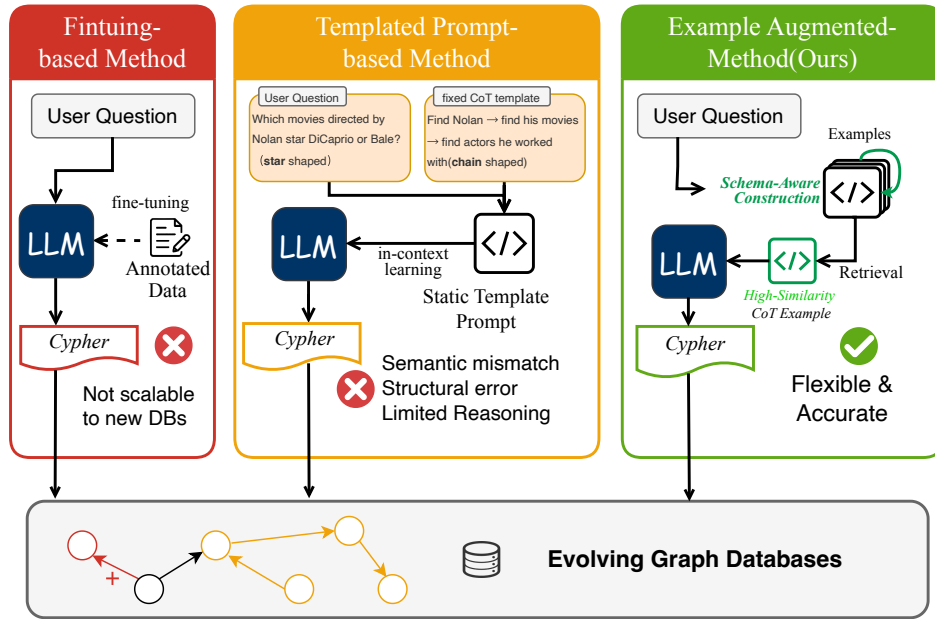 Fintuing-
based Method
User Question
fine-tuning
LLM
Annotated
Data
Cypher
Not scalable
to new DBs
Templated Prompt-
based Method
User Question
Which movies directed by
Nolan star DiCaprio or Bale?
(star shaped)
fixed CoT template
Find Nolan → find his movies
→ find actors he worked
with(chain shaped)
LLM
in-context
learning
</>
Static Template
Prompt
Cypher
Semantic mismatch
Structural error
Limited Reasoning
Example Augmented-
Method(Ours)
User Question
Examples
Schema-Aware
Construction
</>
LLM
</>
Retrieval
High-Similarity
CoT Example
Cypher
Flexible &
Accurate
+
Evolving Graph Databases